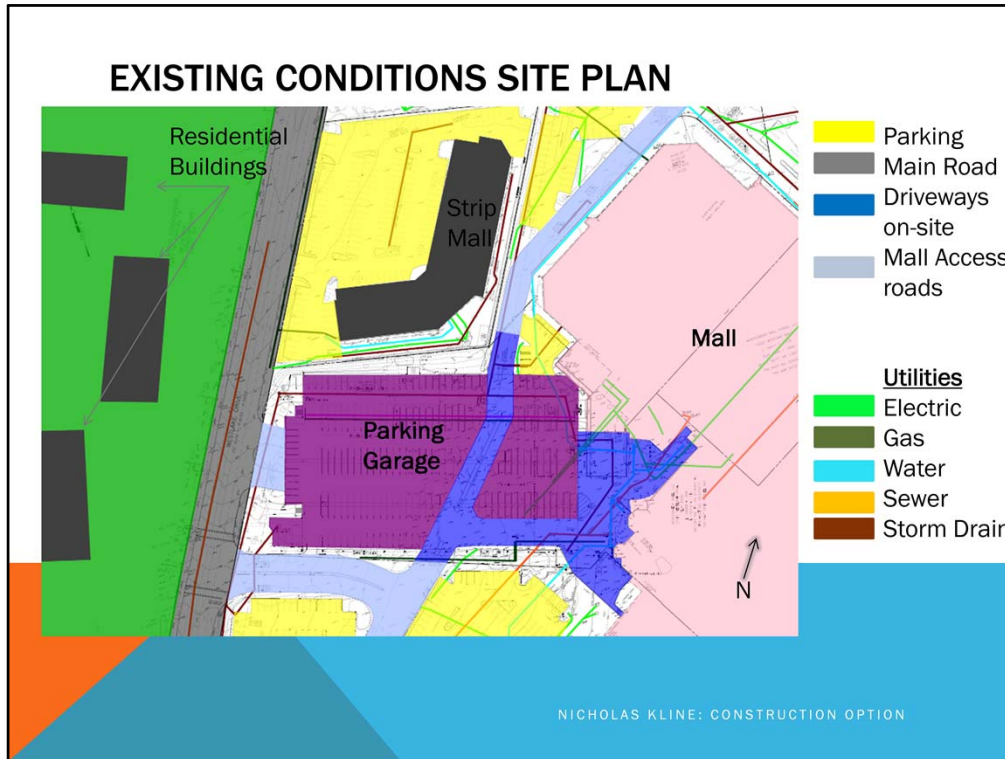 EXISTING CONDITIONS SITE PLAN
Residential
Buildings
Strip
Mall
Parking
Garage
Mall
N
Parking
Main Road
Driveways
on-site
Mall Access
roads
Utilities
Electric
Gas
Water
Sewer
Storm Drain
NICHOLAS KLINE: CONSTRUCTION OPTION